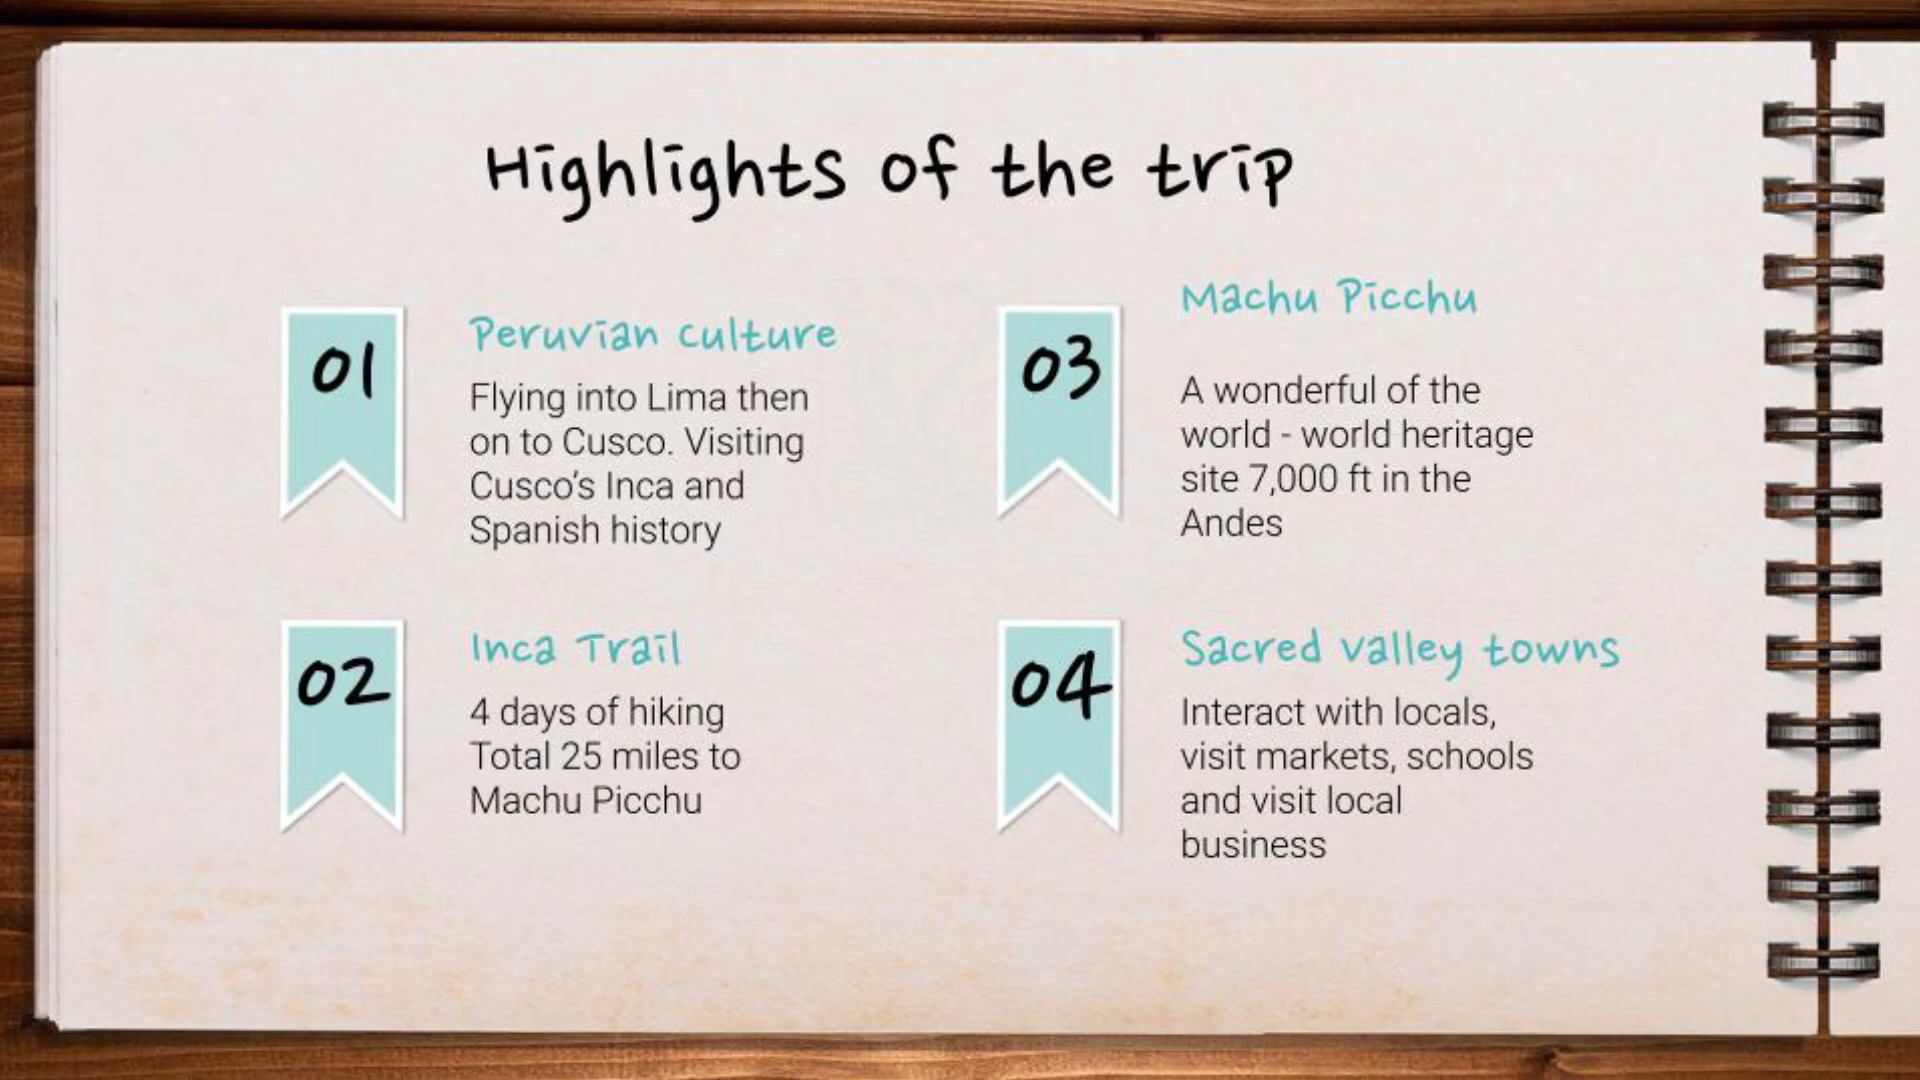 Highlights of the trip
01
Peruvian culture
Flying into Lima then
on to Cusco. Visiting
Cusco's Inca and
Spanish history
02
Inca Trail
4 days of hiking
Total 25 miles to
Machu Picchu
03
Machu Picchu
A wonderful of the
world - world heritage
site 7,000 ft in the
Andes
04
Sacred valley towns
Interact with locals,
visit markets, schools
and visit local
business